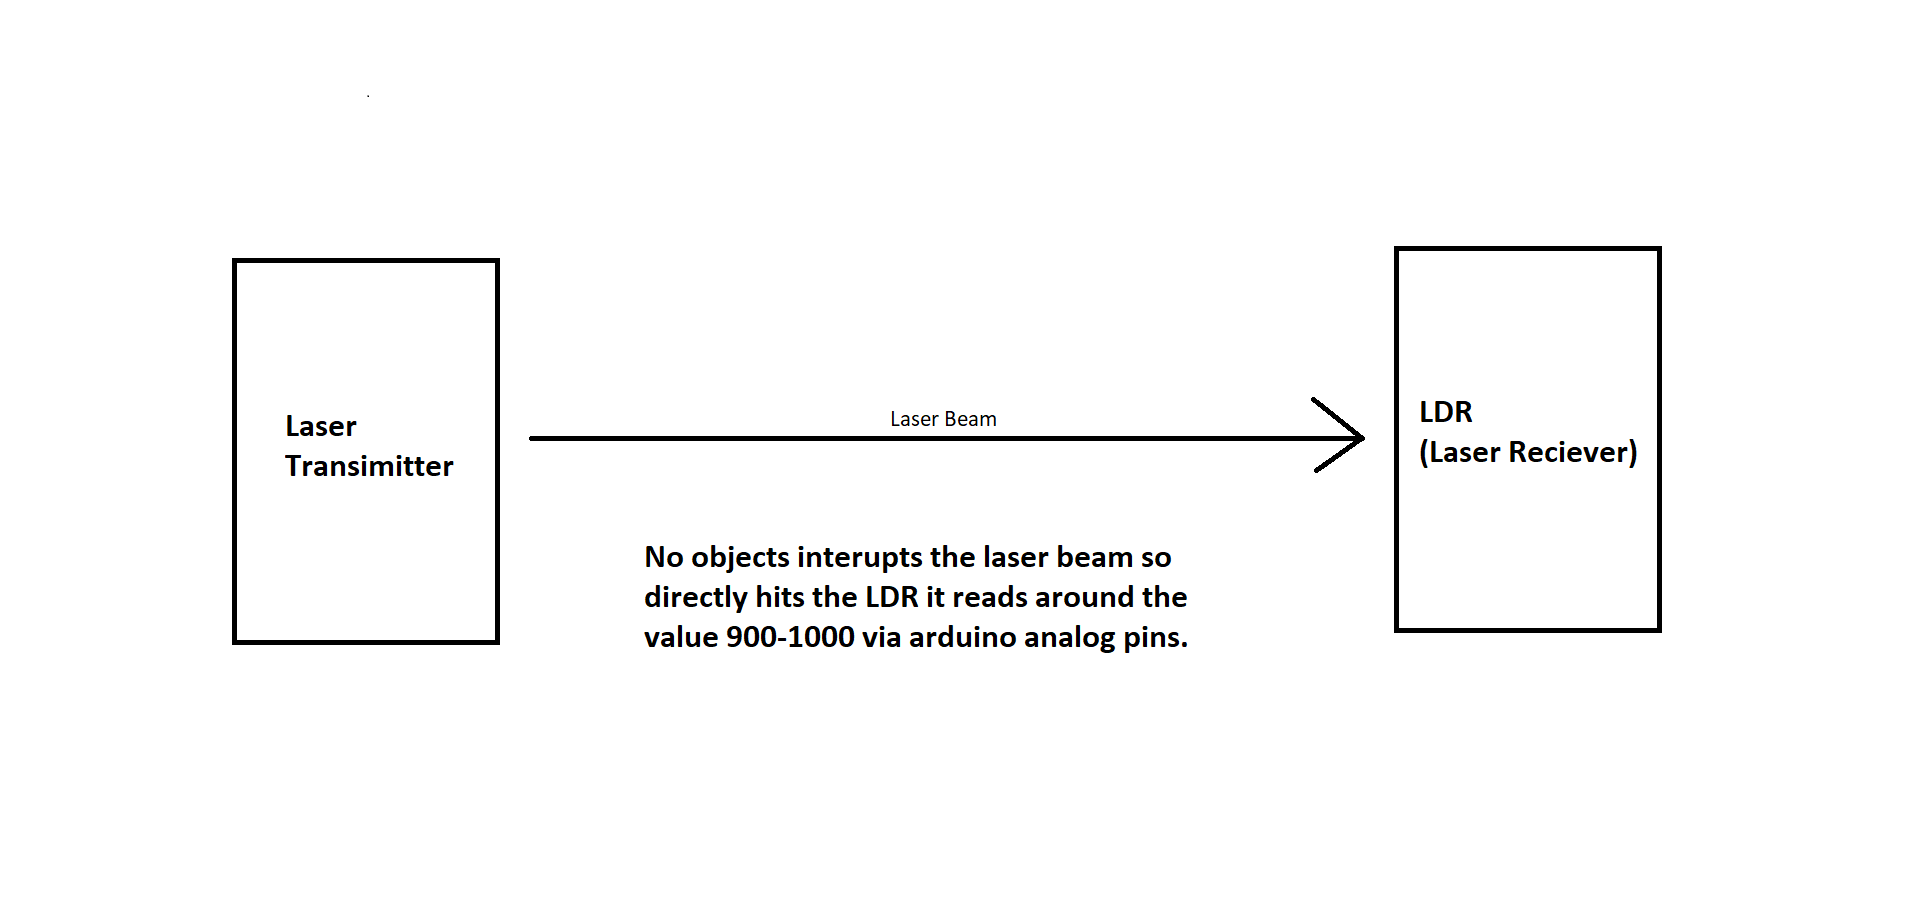 Laser Beam
Laser
Transimitter
LDR
(Laser Reciever)
No objects interupts the laser beam so
directly hits the LDR it reads around the
value 900-1000 via arduino analog pins.